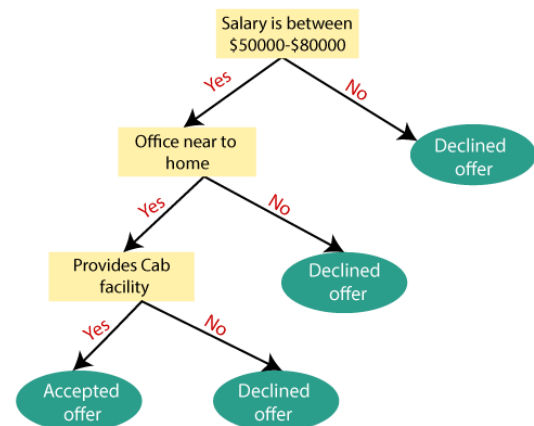 Salary is between
$50000-$80000
Yes
No
Office near to
home
Declined
offer
Yes
No
Provides Cab
facility
Declined
offer
Yes
No
Accepted
offer
Declined
offer